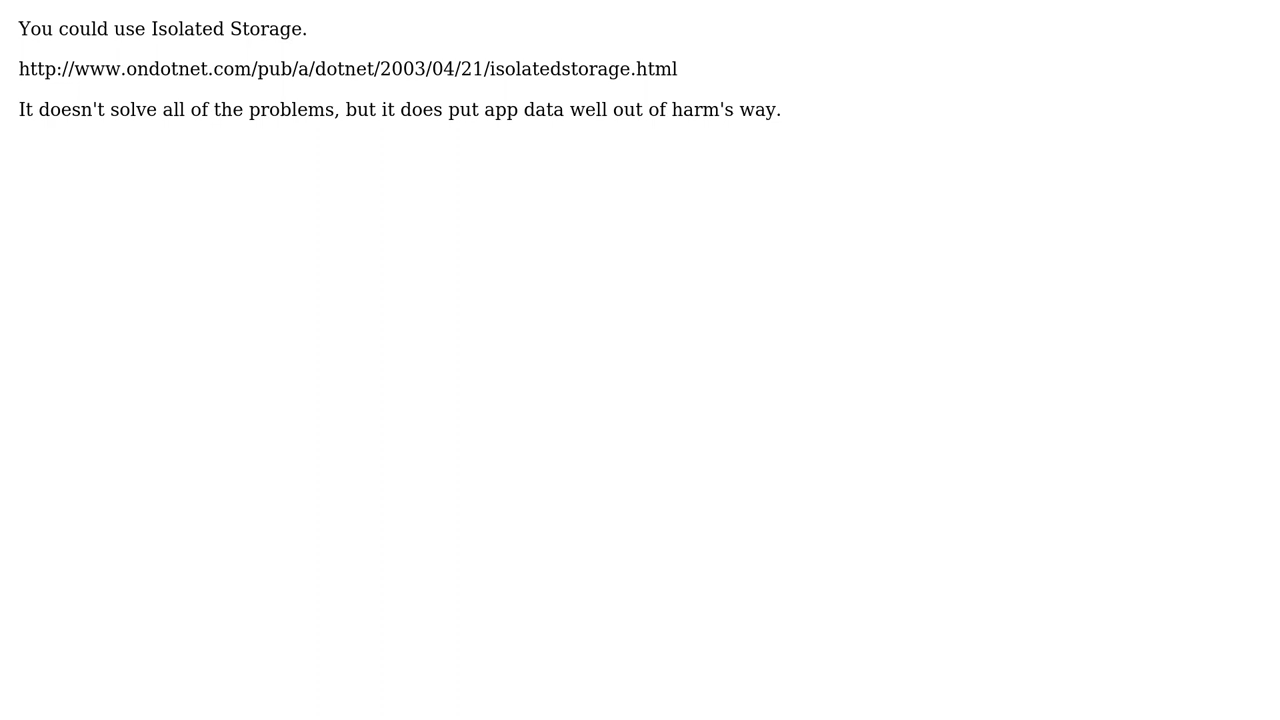 You could use Isolated Storage.
http://www.ondotnet.com/pub/a/dotnet/2003/04/21/isolatedstorage.html
It doesn't solve all of the problems, but it does put app data well out of harm's way.